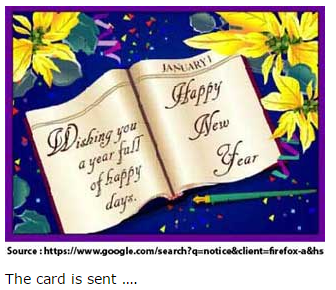 Wishing you
a year full
of happy
days.
JANUARY 1
Happy
New
Year
Source : https://www.google.com/search?q=notice&client=firefox-a&hs
The card is sent ....